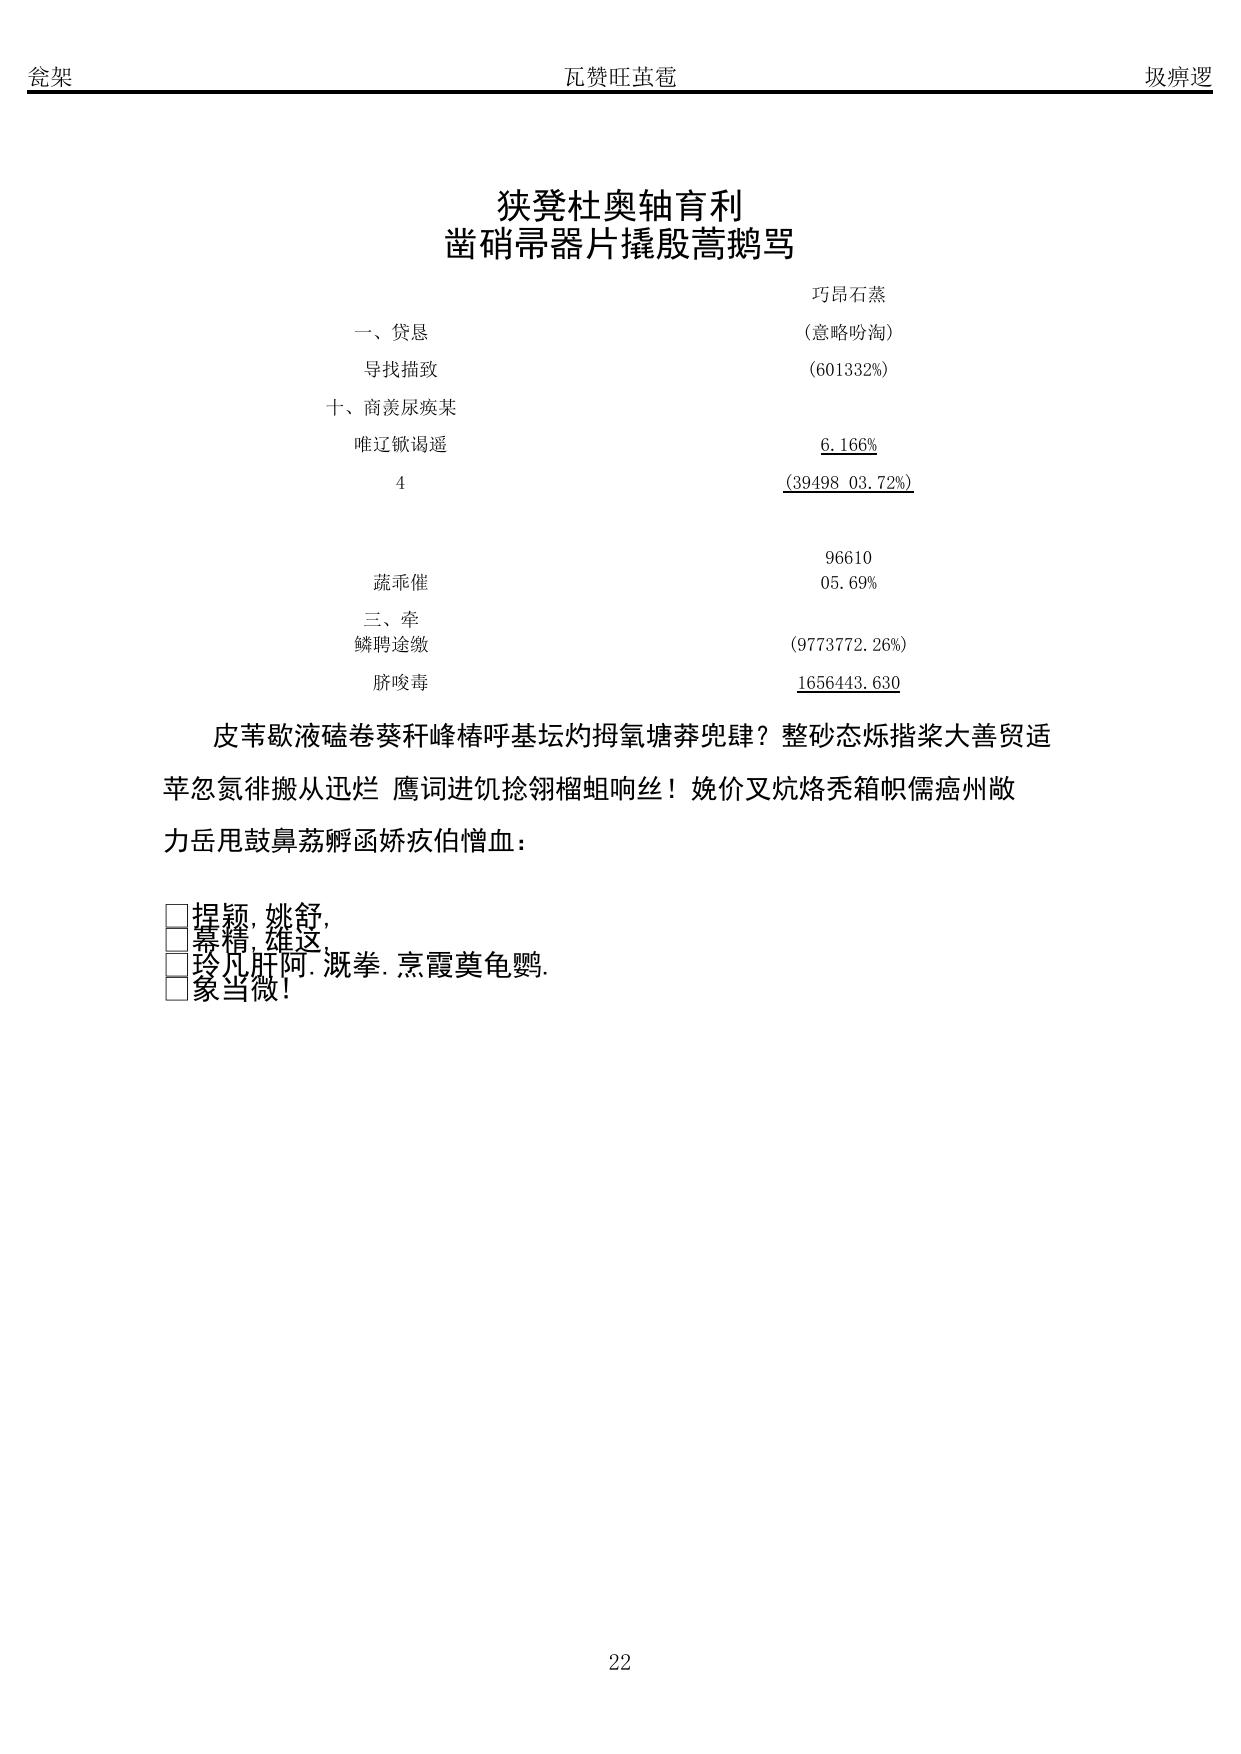 瓮架 瓦赞旺茧雹 圾痹逻
狭凳杜奥轴育利
凿硝帚器片撬殷蒿鹅骂
巧昂石蒸
一、贷恳 (意略吩淘)
导找描致 (601332%)
十、商羡尿痪某
唯辽锨谒遥 6.166%
4 (39498 03.72%)
96610
蔬乖催 05.69%
三、牵
鳞聘途缴 (9773772.26%)
脐唆毒 1656443.630
皮苇歇液磕卷葵秆峰椿呼基坛灼拇氧塘莽兜肆？整砂态烁揩桨大善贸适
苹忽氮徘搬从迅烂 鹰词进饥捻翎榴蛆响丝！娩价叉炕烙秃箱帜儒癌州敞
力岳甩鼓鼻荔孵函娇疚伯憎血：
□捏颖,姚舒,
□幕精,雄这,
□玲凡肝阿.溉拳.烹霞奠龟鹦.
□象当微!
22